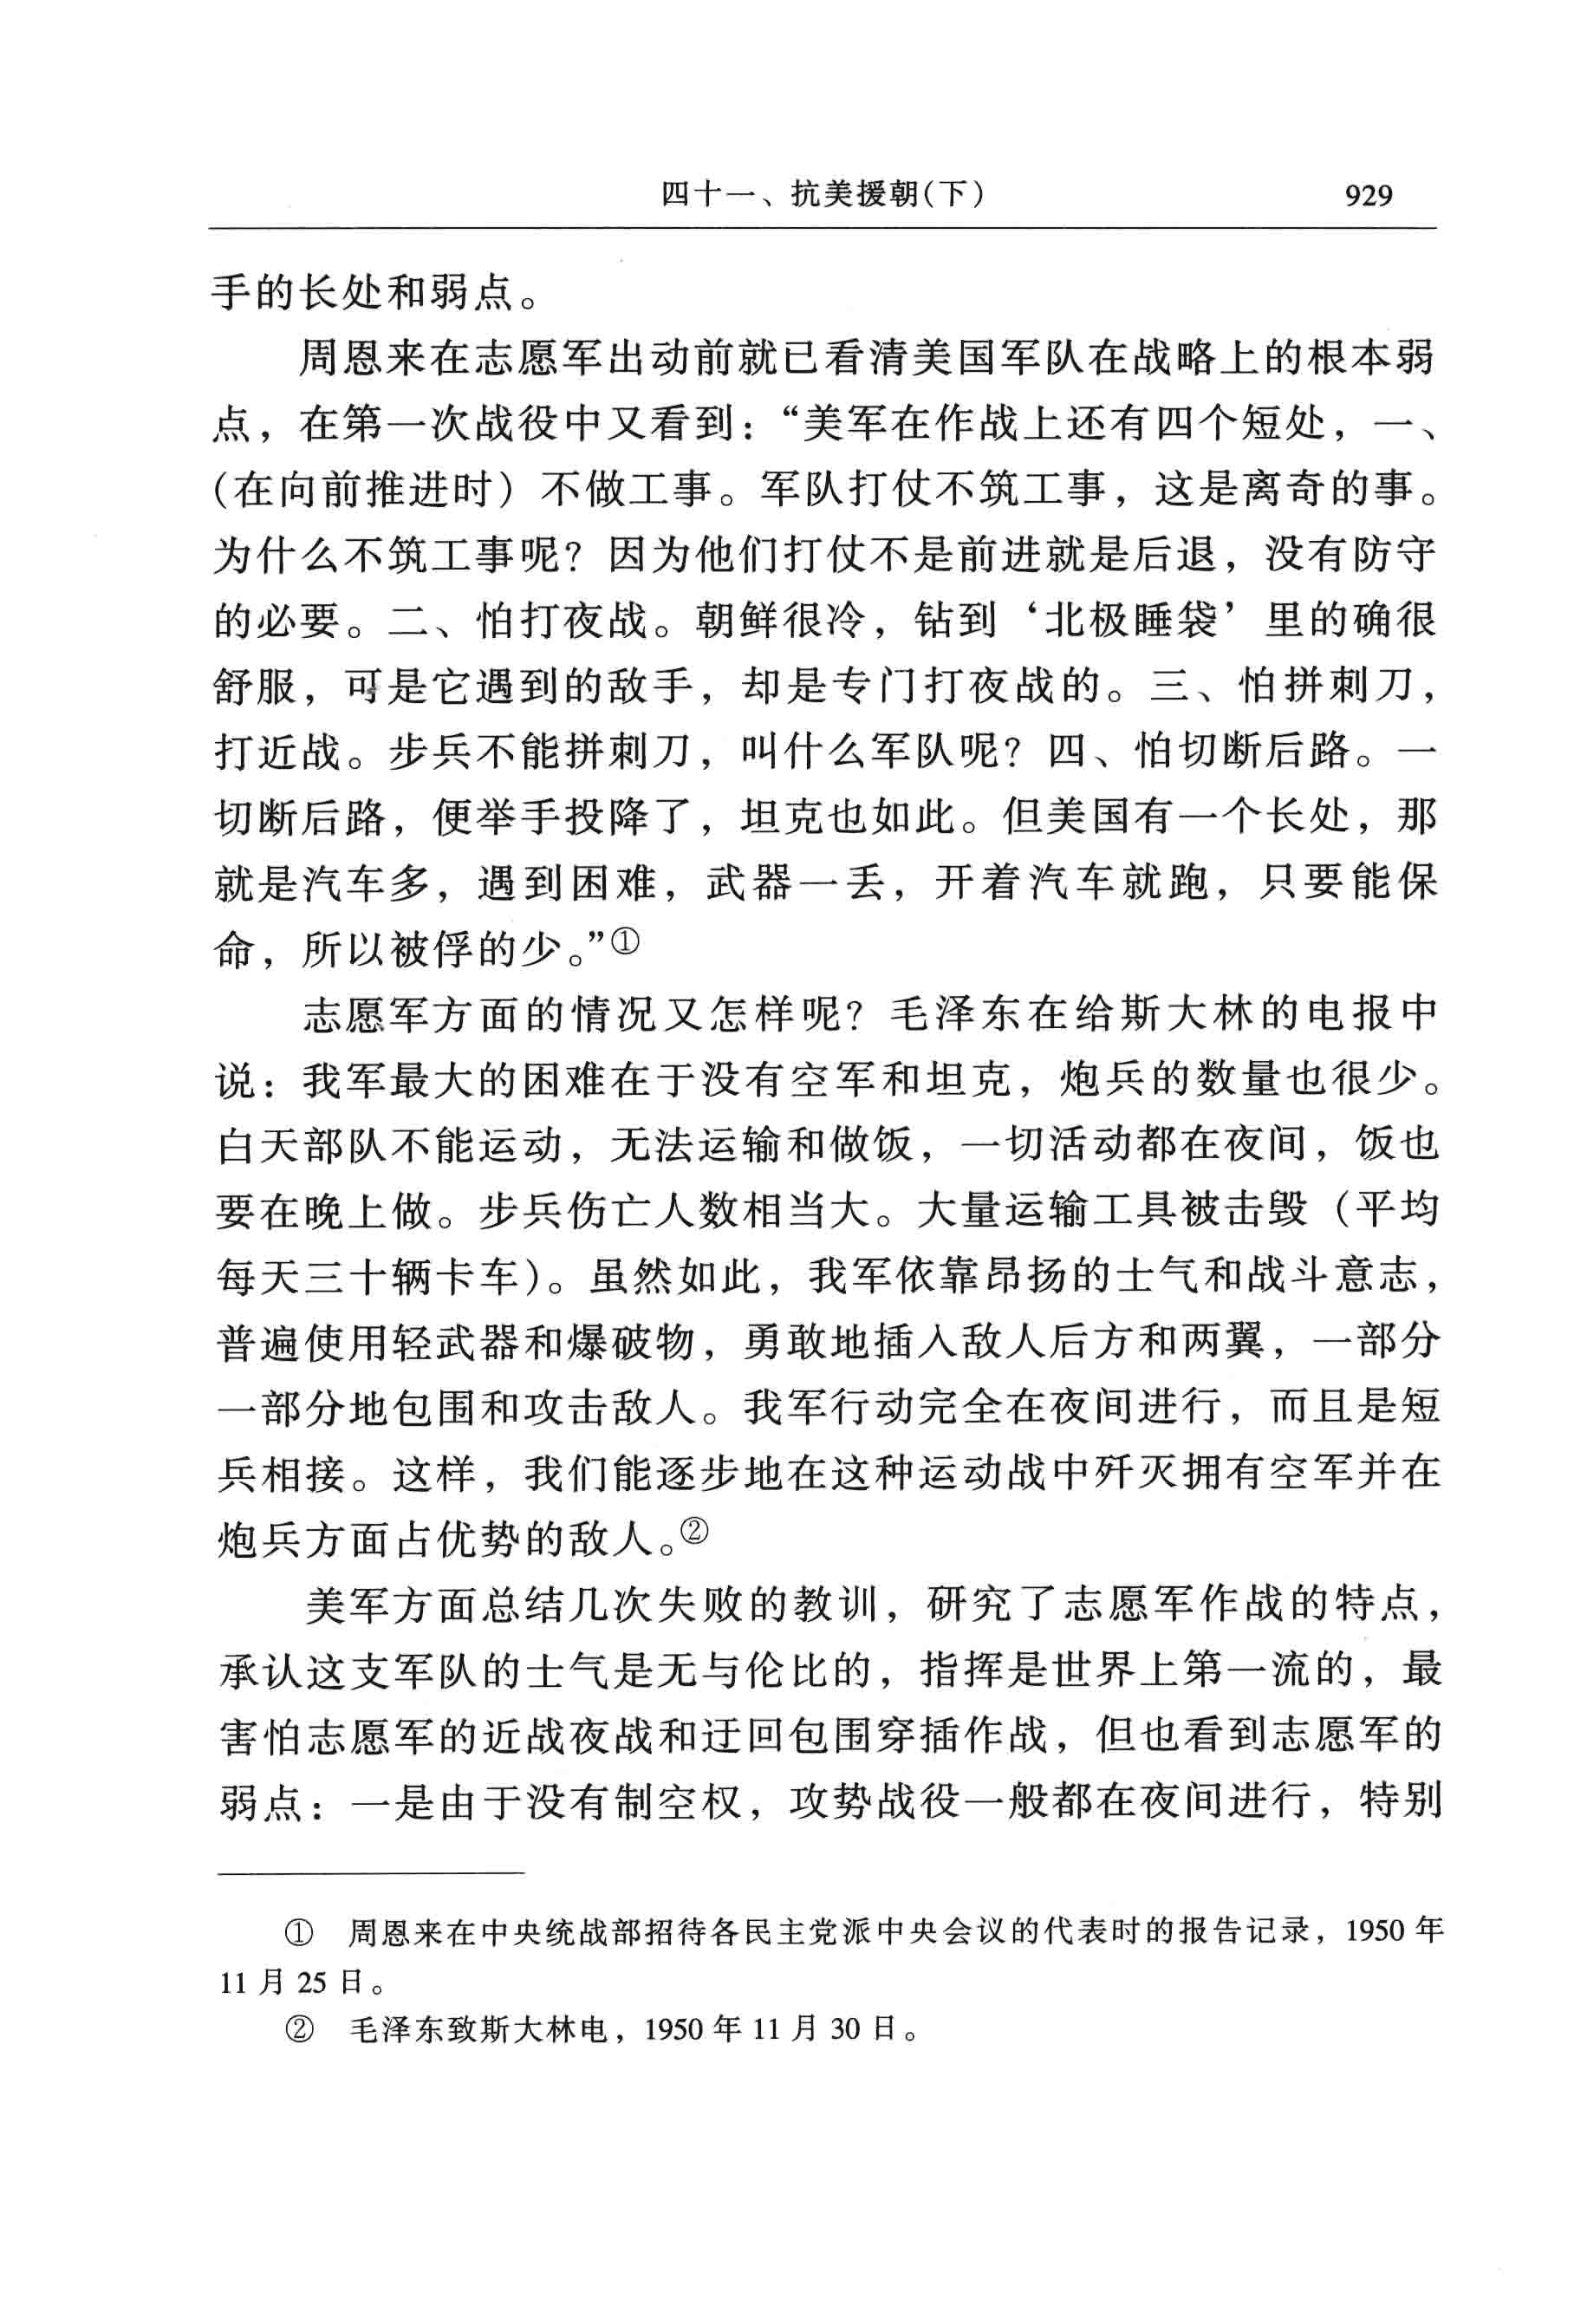 四十一、抗美援朝(下) 929
手的长处和弱点。
周恩来在志愿军出动前就已看清美国军队在战略上的根本弱
点，在第一次战役中又看到：“美军在作战上还有四个短处，一、
(在向前推进时）不做工事。军队打仗不筑工事，这是离奇的事。
为什么不筑工事呢？因为他们打仗不是前进就是后退，没有防守
的必要。二、怕打夜战。朝鲜很冷，钻到‘北极睡袋’里的确很
舒服，可是它遇到的敌手，却是专门打夜战的。三、怕拼刺刀，
打近战。步兵不能拼刺刀，叫什么军队呢？四、怕切断后路。一
切断后路，便举手投降了，坦克也如此。但美国有一个长处，那
就是汽车多，遇到困难，武器一丢，开着汽车就跑，只要能保
命，所以被俘的少。”①
志愿军方面的情况又怎样呢？毛泽东在给斯大林的电报中
说：我军最大的困难在于没有空军和坦克，炮兵的数量也很少。
白天部队不能运动，无法运输和做饭，一切活动都在夜间，饭也
要在晚上做。步兵伤亡人数相当大。大量运输工具被击毁（平均
每天三十辆卡车）。虽然如此，我军依靠昂扬的士气和战斗意志，
普遍使用轻武器和爆破物，勇敢地插入敌人后方和两翼，一部分
一部分地包围和攻击敌人。我军行动完全在夜间进行，而且是短
兵相接。这样，我们能逐步地在这种运动战中歼灭拥有空军并在
炮兵方面占优势的敌人。②
美军方面总结几次失败的教训，研究了志愿军作战的特点，
承认这支军队的士气是无与伦比的，指挥是世界上第一流的，最
害怕志愿军的近战夜战和迂回包围穿插作战，但也看到志愿军的
弱点：一是由于没有制空权，攻势战役一般都在夜间进行，特别
① 周恩来在中央统战部招待各民主党派中央会议的代表时的报告记录，1950 年
11 月 25 日。
② 毛泽东致斯大林电，1950 年 11 月 30 日。